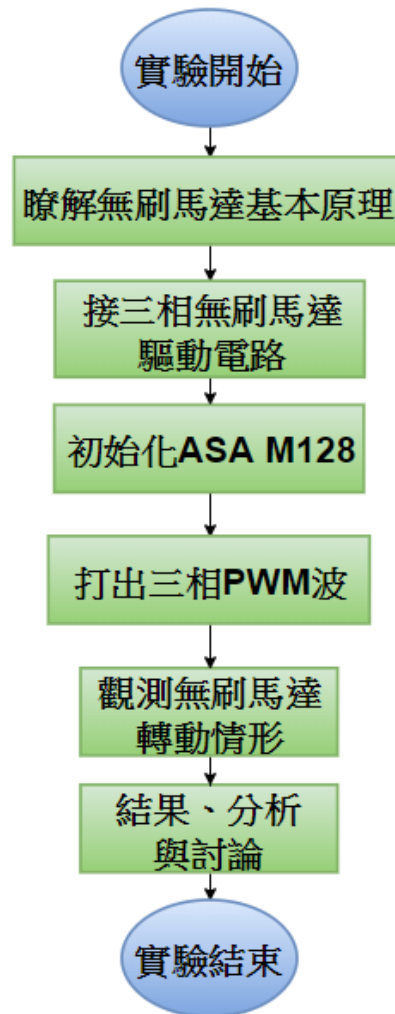 實驗開始
瞭解無刷馬達基本原理
接三相無刷馬達
驅動電路
初始化ASA M128
打出三相PWM波
觀測無刷馬達
轉動情形
結果、分析
與討論
實驗結束